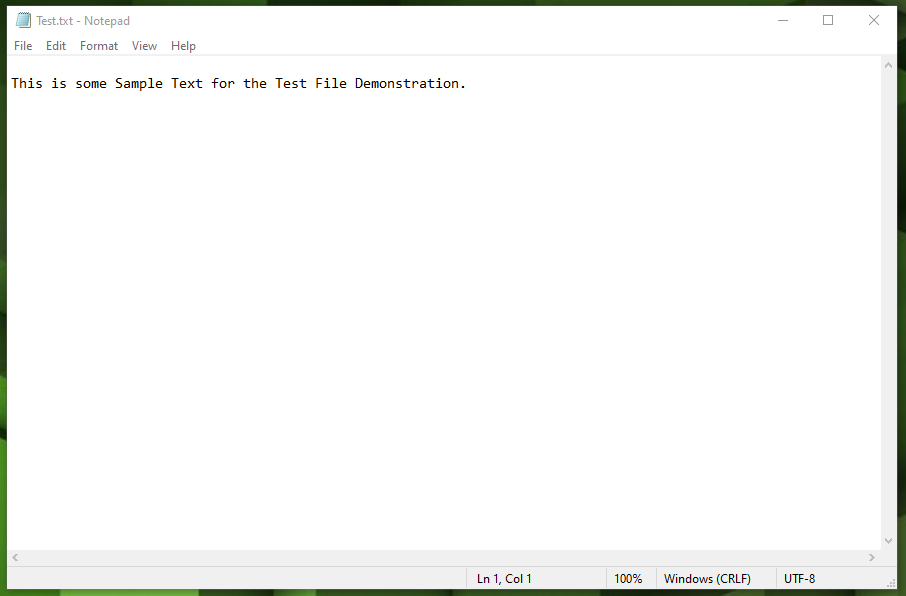 Test.txt - Notepad
File Edit Format View Help
This is some Sample Text for the Test File Demonstration.
Ln 1, Col 1 100% Windows (CRLF) UTF-8